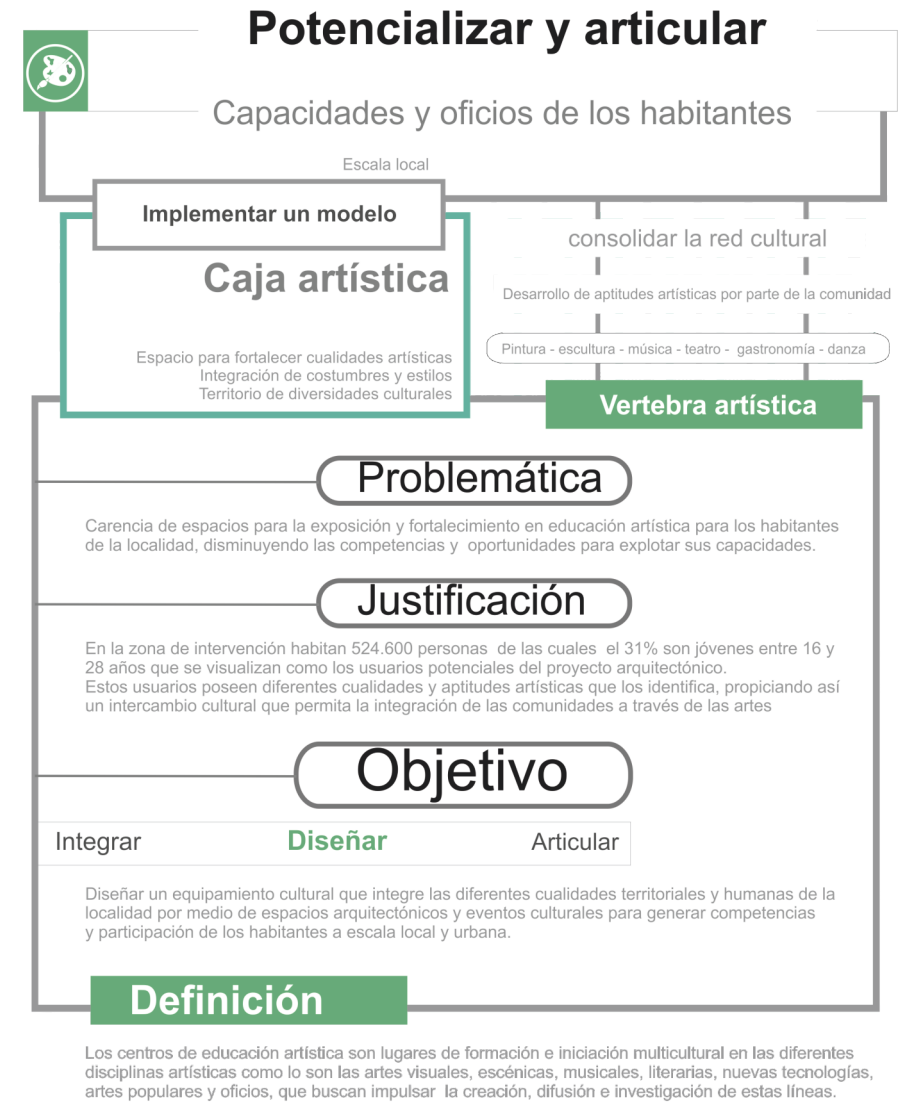 Potencializar y articular
Capacidades y oficios de los habitantes
Escala local
Implementar un modelo
Caja artística
Espacio para fortalecer cualidades artísticas
Integración de costumbres y estilos
Territorio de diversidades culturales
consolidar la red cultural
Desarrollo de aptitudes artísticas por parte de la comunidad
Pintura - escultura - música - teatro - gastronomía - danza
Vertebra artística
Problemática
Carencia de espacios para la exposición y fortalecimiento en educación artística para los habitantes
de la localidad, disminuyendo las competencias y oportunidades para explotar sus capacidades.
Justificación
En la zona de intervención habitan 524.600 personas de las cuales el 31% son jóvenes entre 16 y
28 años que se visualizan como los usuarios potenciales del proyecto arquitectónico.
Estos usuarios poseen diferentes cualidades y aptitudes artísticas que los identifica, propiciando así
un intercambio cultural que permita la integración de las comunidades a través de las artes
Objetivo
Integrar Diseñar Articular
Diseñar un equipamiento cultural que integre las diferentes cualidades territoriales y humanas de la
localidad por medio de espacios arquitectónicos y eventos culturales para generar competencias
y participación de los habitantes a escala local y urbana.
Definición
Los centros de educación artística son lugares de formación e iniciación multicultural en las diferentes
disciplinas artísticas como lo son las artes visuales, escénicas, musicales, literarias, nuevas tecnologías,
artes populares y oficios, que buscan impulsar la creación, difusión e investigación de estas líneas.